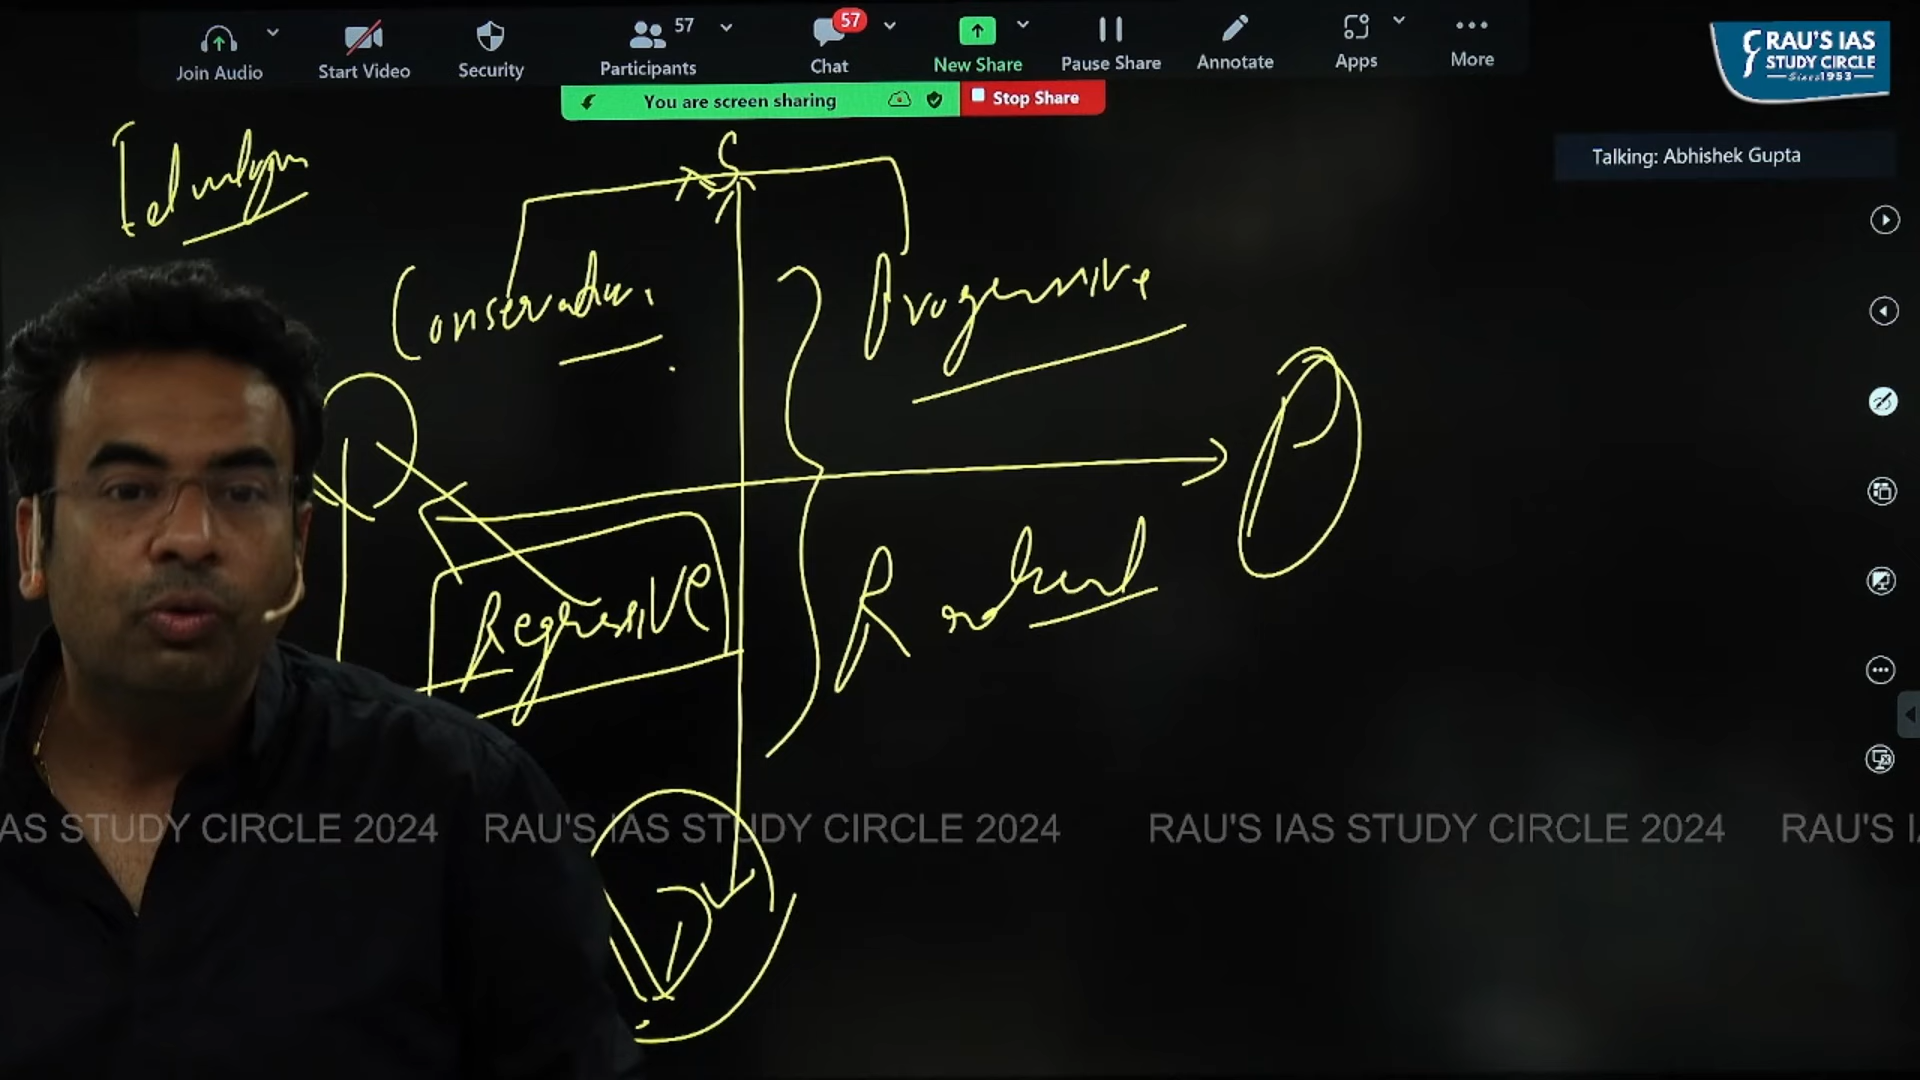 57
57
Join Audio
Start Video
Security
Participants
Chat
New Share
Pause Share
Annotate
Apps
More
RAU'S IAS
STUDY CIRCLE
Since 1953
You are screen sharing
Stop Share
Talking: Abhishek Gupta
S
Progressive
P
Regressive
D
AS STUDY CIRCLE 2024 RAU'S IAS STUDY CIRCLE 2024 RAU'S IAS STUDY CIRCLE 2024 RAU'S I